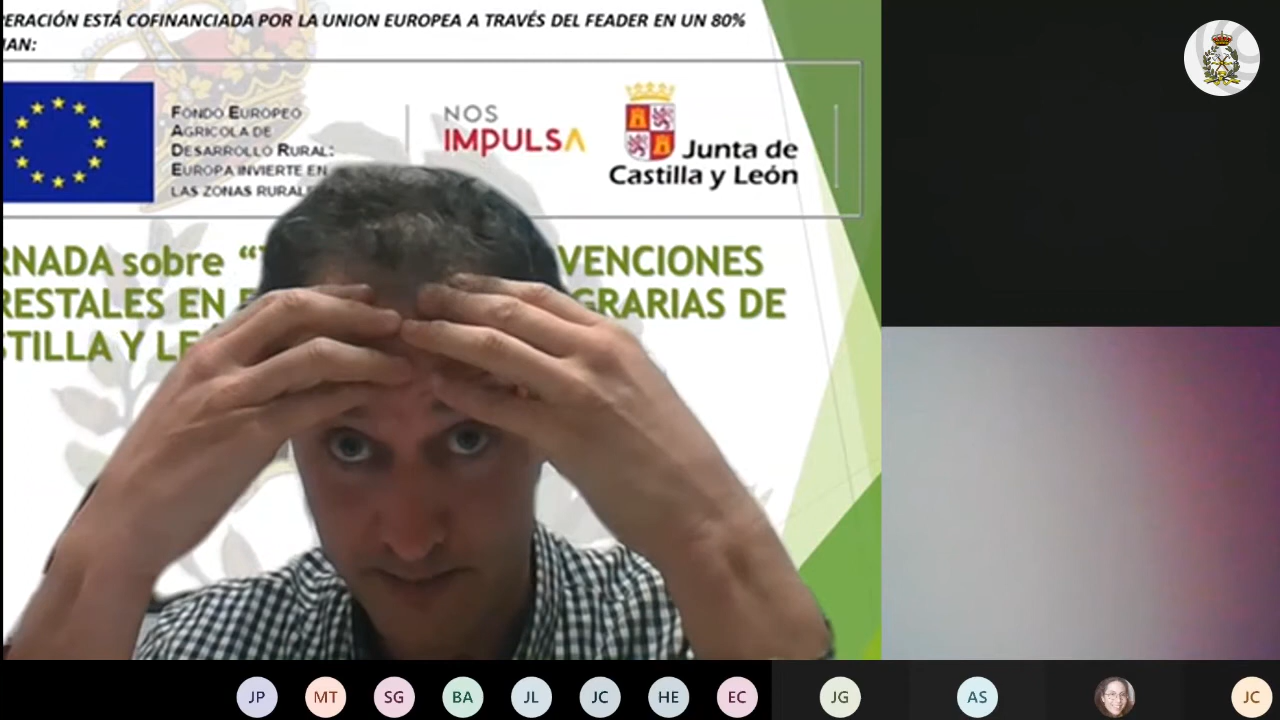 ERACIÓN ESTÁ COFINANCIADA POR LA UNION EUROPEA A TRAVÉS DEL FEADER EN UN 80%
IAN:
FONDO EUROPEO
AGRÍCOLA DE
DESARROLLO RURAL:
EUROPA INVIERTE EN
LAS ZONAS RURALE
NOS
IMPULSA
Junta de
Castilla y León
RNADA sobre “ VENCIONES
RESTALES EN GRARIAS DE
STILLA Y LE
JP MT SG BA JL JC HE EC JG AS JC